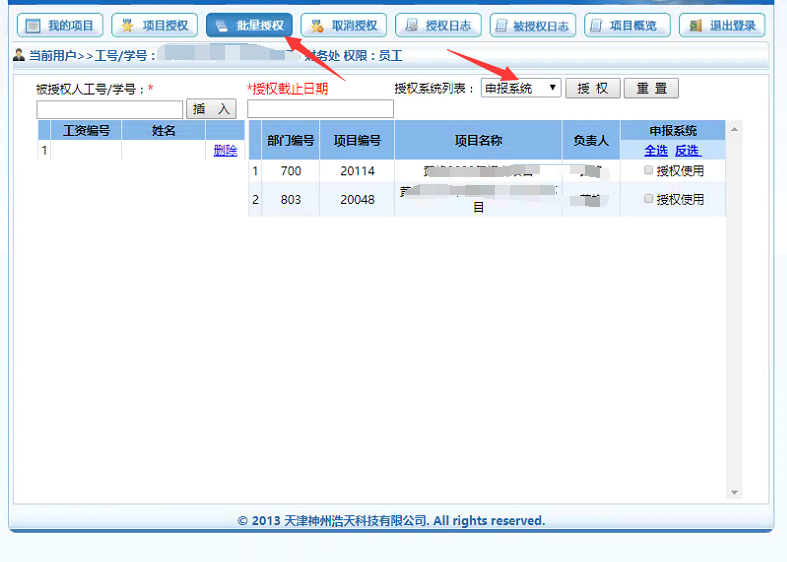 我的项目 项目授权 批量授权 取消授权 授权日志 被授权日志 项目概览 退出登录
当前用户>>工号/学号： 财务处 权限：员工
被授权人工号/学号：* *授权截止日期 授权系统列表： 申报系统 授 权 重 置
插 入
工资编号 姓名 部门编号 项目编号 项目名称 负责人 申报系统
全选 反选
1 删除
1 700 20114 授权使用
2 803 20048 目 授权使用
© 2013 天津神州浩天科技有限公司. All rights reserved.